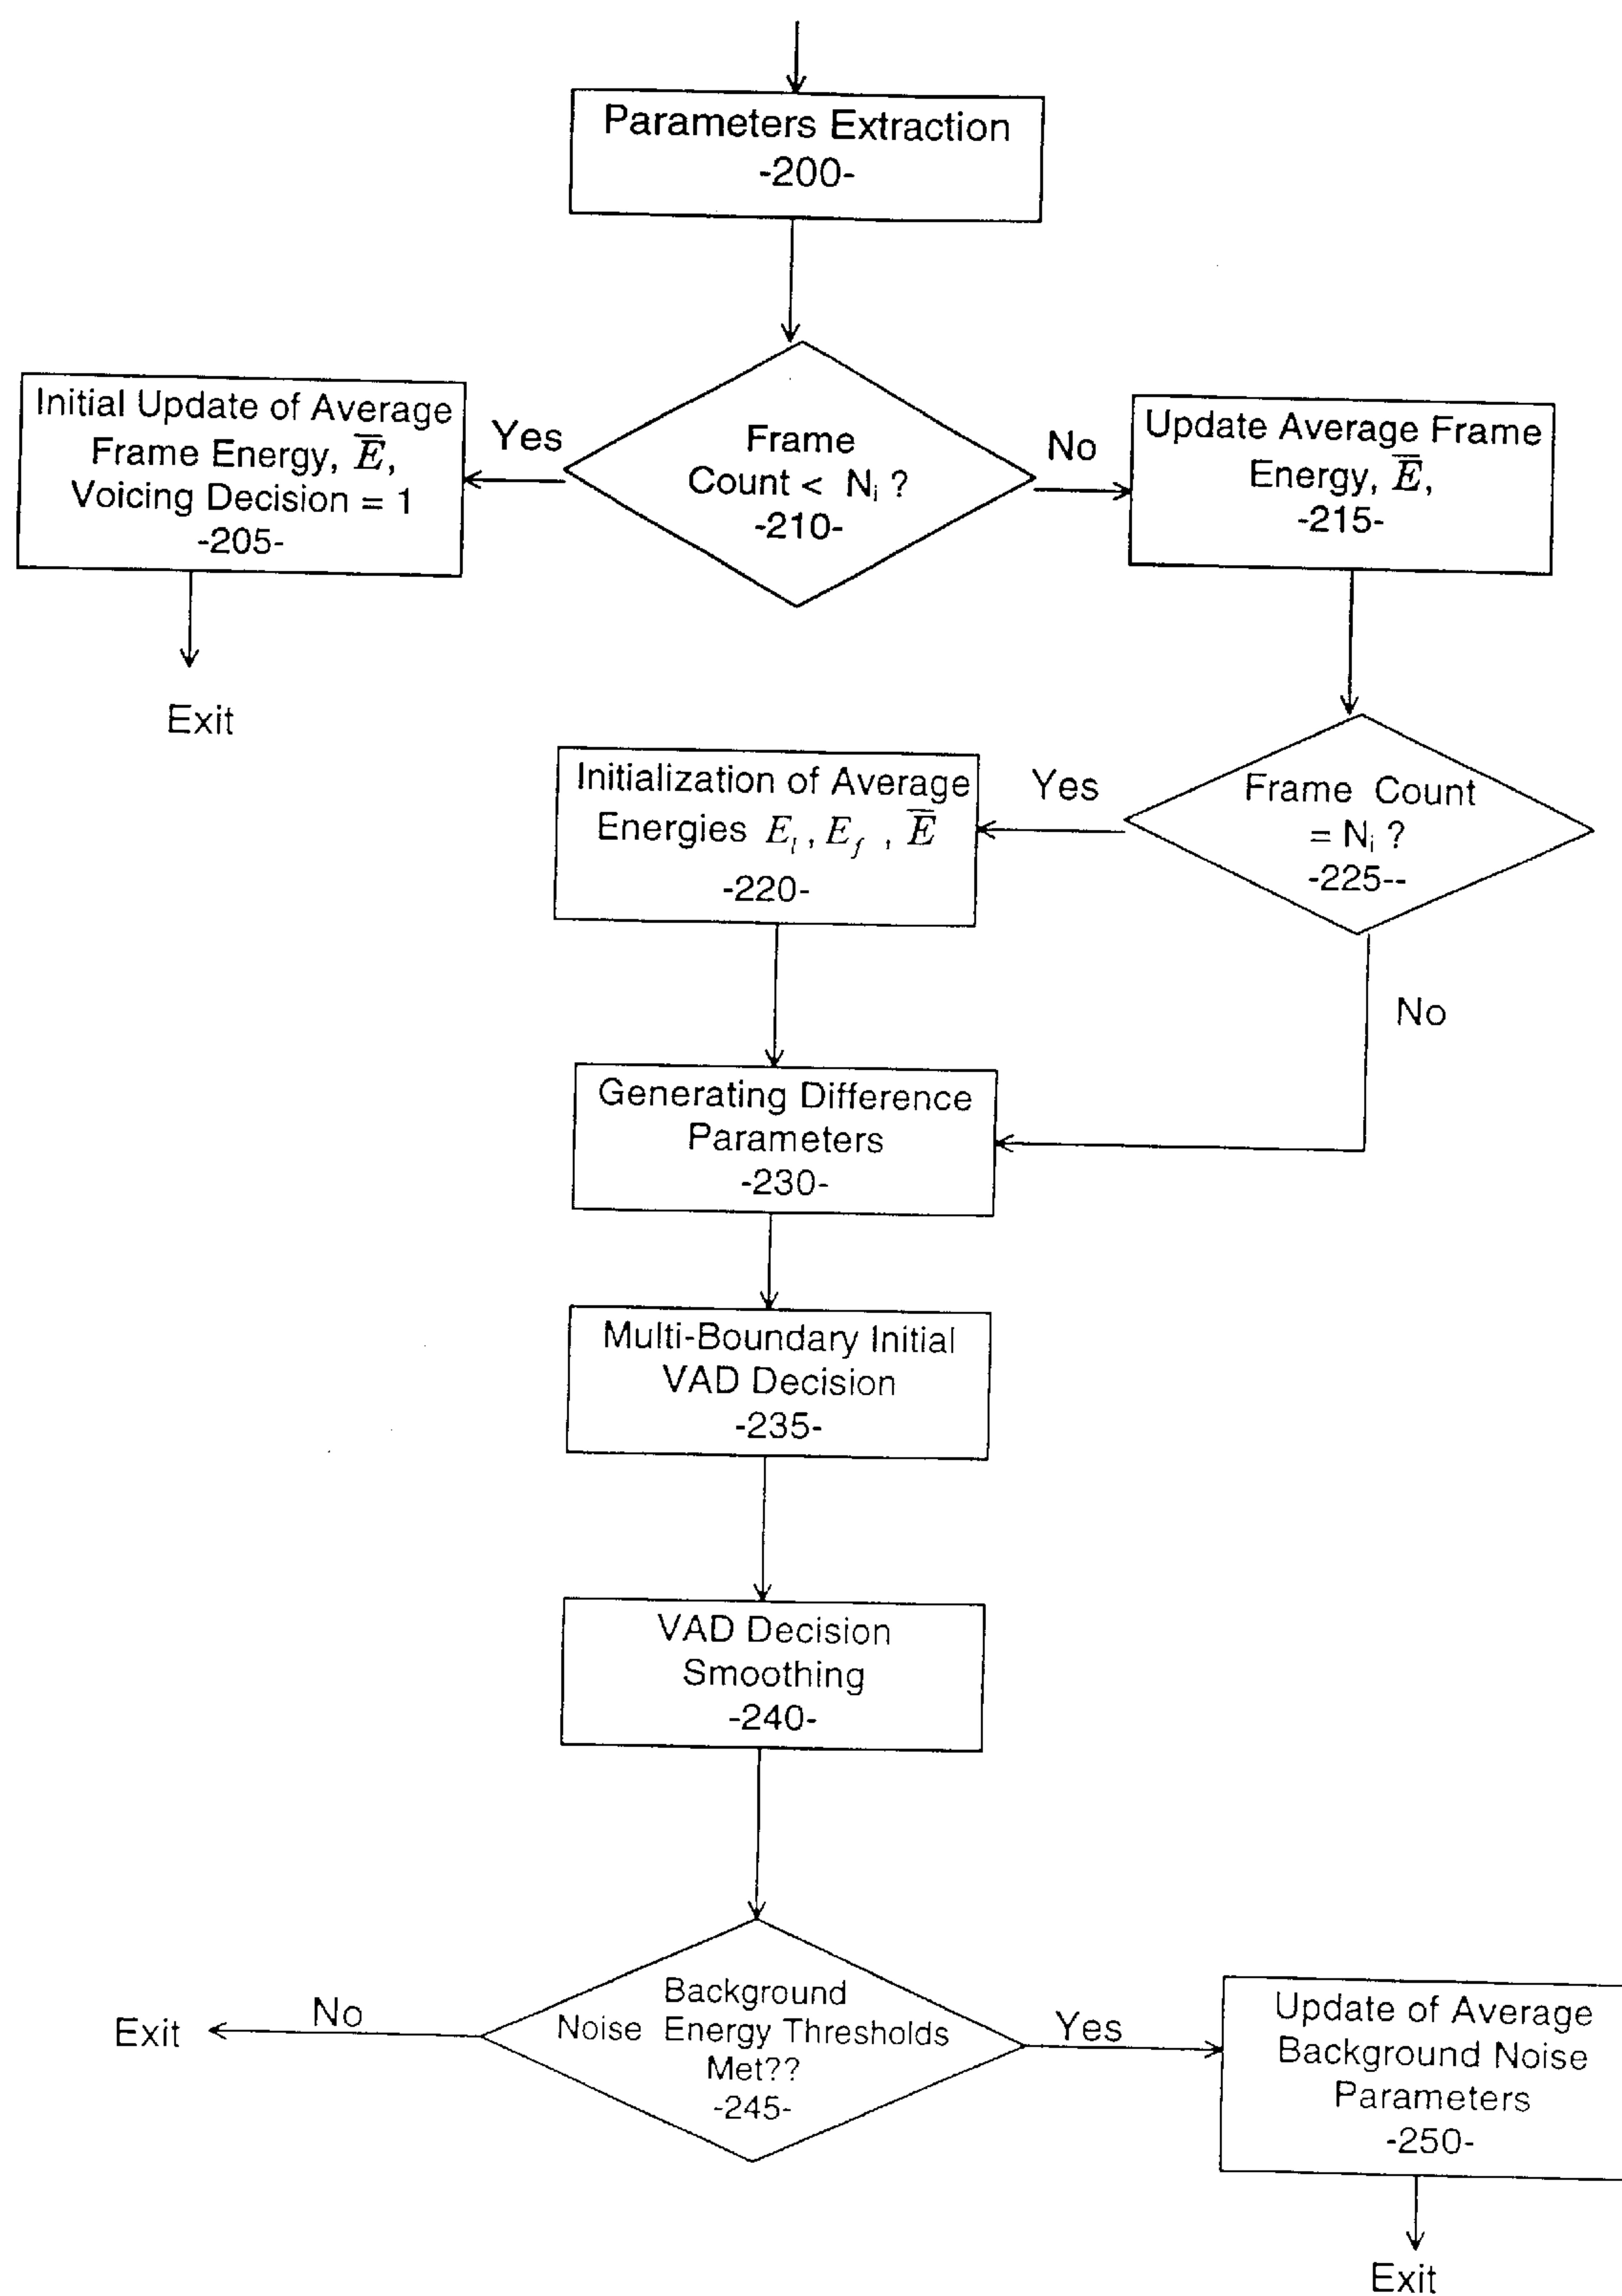 Parameters Extraction
-200-
Initial Update of Average
Frame Energy, E̅,
Voicing Decision = 1
-205-
Yes
Frame
Count < Nᵢ ?
-210-
No
Update Average Frame
Energy, E̅,
-215-
Exit
Initialization of Average
Energies Eₗ , E_f , E̅
-220-
Yes
Frame Count
= Nᵢ ?
-225--
No
Generating Difference
Parameters
-230-
Multi-Boundary Initial
VAD Decision
-235-
VAD Decision
Smoothing
-240-
Exit
No
Background
Noise Energy Thresholds
Met??
-245-
Yes
Update of Average
Background Noise
Parameters
-250-
Exit